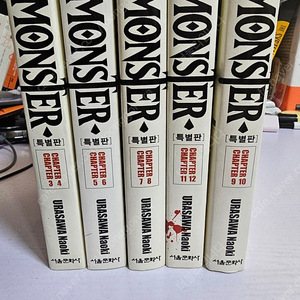 MONSTER
[특별판]
CHAPTER 3
CHAPTER 4
URASAWA Naoki
서울문화사
MONSTER
[특별판]
CHAPTER 5
CHAPTER 6
URASAWA Naoki
서울문화사
MONSTER
[특별판]
CHAPTER 7
CHAPTER 8
URASAWA Naoki
서울문화사
MONSTER
[특별판]
CHAPTER 11
CHAPTER 12
URASAWA Naoki
서울문화사
MONSTER
[특별판]
CHAPTER 9
CHAPTER 10
URASAWA Naoki
서울문화사